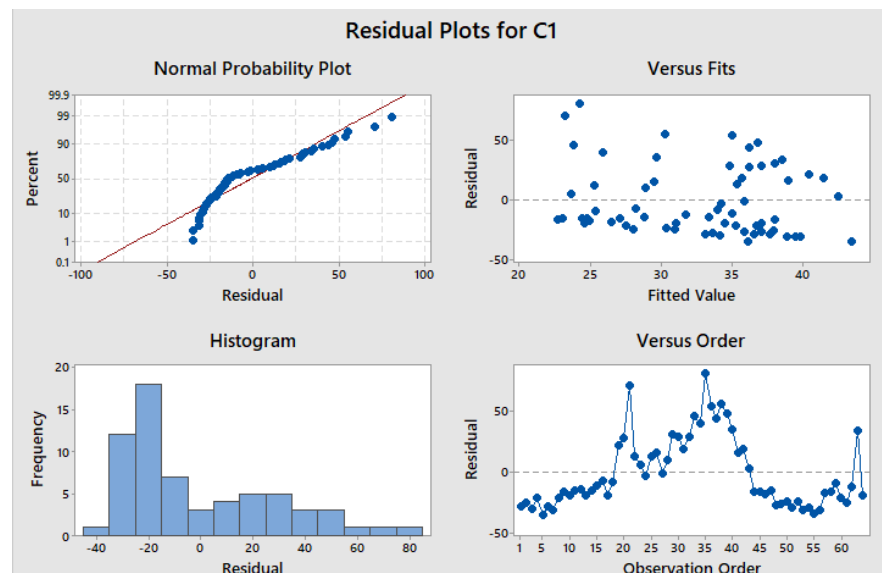 Residual Plots for C1
Normal Probability Plot
99.9
99
90
50
10
1
0.1
Percent
-100 -50 0 50 100
Residual
Versus Fits
50
0
-50
Residual
20 25 30 35 40
Fitted Value
Histogram
20
15
10
5
0
Frequency
-40 -20 0 20 40 60 80
Residual
Versus Order
50
0
-50
Residual
1 5 10 15 20 25 30 35 40 45 50 55 60
Observation Order